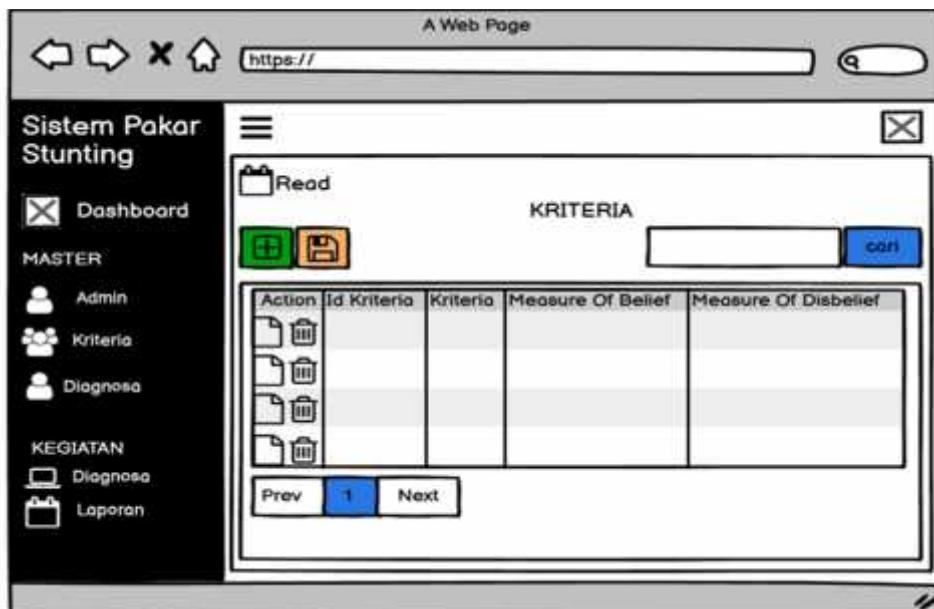 A Web Page
https://
Sistem Pakar
Stunting
Dashboard
MASTER
Admin
Kriteria
Diagnosa
KEGIATAN
Diagnosa
Laporan
Read
KRITERIA
cari
Action Id Kriteria Kriteria Measure Of Belief Measure Of Disbelief
Prev 1 Next